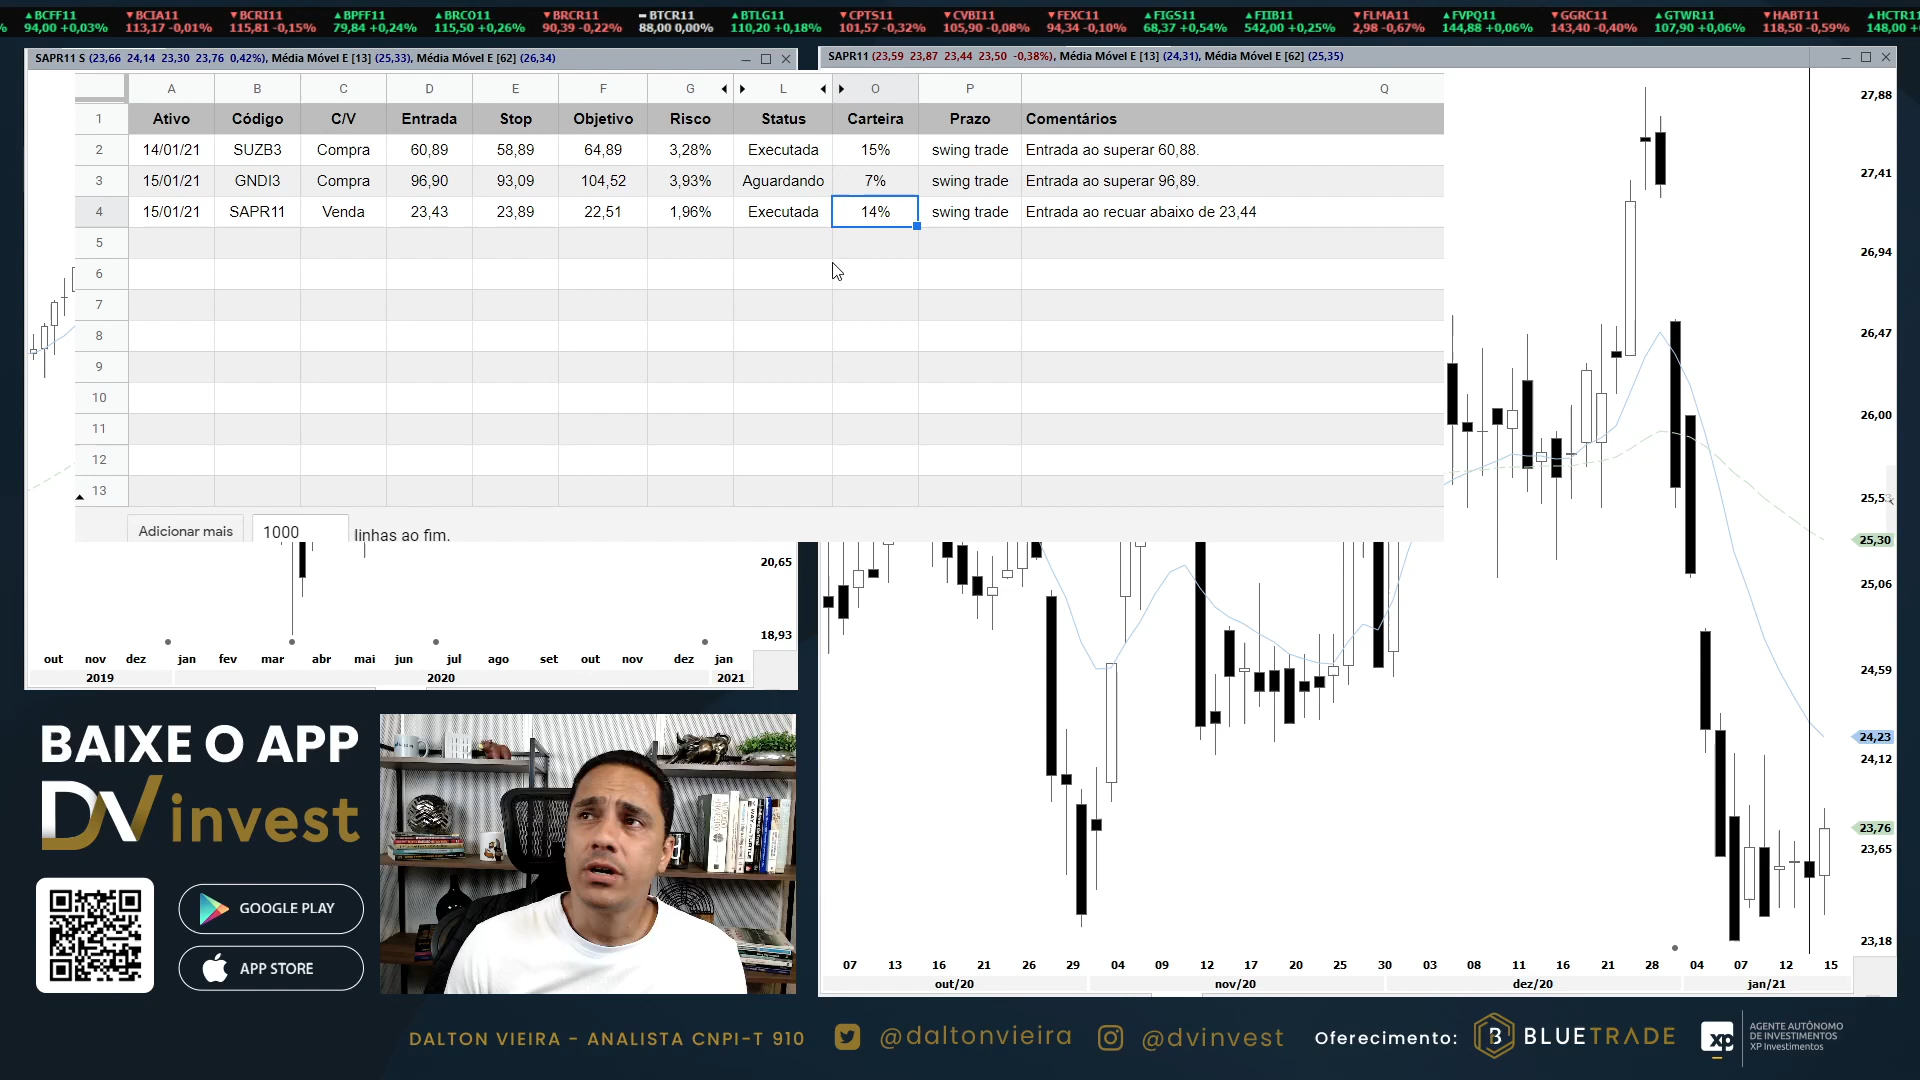 BCFF11 BCIA11 BCRI11 BPFF11 BRCO11 BRCR11 BTCR11 BTLG11 CPTS11 CVBI11 FEXC11 FIGS11 FIIB11 FLMA11 FVPQ11 GGRC11 GTWR11 HABT11 HCTR11
% 94,00 +0,03% 113,17 -0,01% 115,81 -0,15% 79,84 +0,24% 115,50 +0,26% 90,39 -0,22% 88,00 0,00% 110,20 +0,18% 101,57 -0,32% 105,90 -0,08% 94,34 -0,10% 68,37 +0,54% 542,00 +0,25% 2,98 -0,67% 144,88 +0,06% 143,40 -0,40% 107,90 +0,06% 118,50 -0,59% 148,00 +
SAPR11 S (23,66 24,14 23,30 23,76 0,42%), Média Móvel E [13] (25,33), Média Móvel E [62] (26,34)
SAPR11 (23,59 23,87 23,44 23,50 -0,38%), Média Móvel E [13] (24,31), Média Móvel E [62] (25,35)
A B C D E F G L O P Q
1 Ativo Código C/V Entrada Stop Objetivo Risco Status Carteira Prazo Comentários
2 14/01/21 SUZB3 Compra 60,89 58,89 64,89 3,28% Executada 15% swing trade Entrada ao superar 60,88.
3 15/01/21 GNDI3 Compra 96,90 93,09 104,52 3,93% Aguardando 7% swing trade Entrada ao superar 96,89.
4 15/01/21 SAPR11 Venda 23,43 23,89 22,51 1,96% Executada 14% swing trade Entrada ao recuar abaixo de 23,44
5
6
7
8
9
10
11
12
13
Adicionar mais 1000 linhas ao fim.
20,65
18,93
out nov dez jan fev mar abr mai jun jul ago set out nov dez jan
2019 2020 2021
27,88
27,41
26,94
26,47
26,00
25,53
25,30
25,06
24,59
24,23
24,12
23,76
23,65
23,18
07 13 16 21 26 29 04 09 12 17 20 25 30 03 08 11 16 21 28 04 07 12 15
out/20 nov/20 dez/20 jan/21
BAIXE O APP
DV invest
GOOGLE PLAY
APP STORE
DALTON VIEIRA - ANALISTA CNPI-T 910 @daltonvieira @dvinvest Oferecimento: BLUETRADE xp
AGENTE AUTÔNOMO
DE INVESTIMENTOS
XP Investimentos